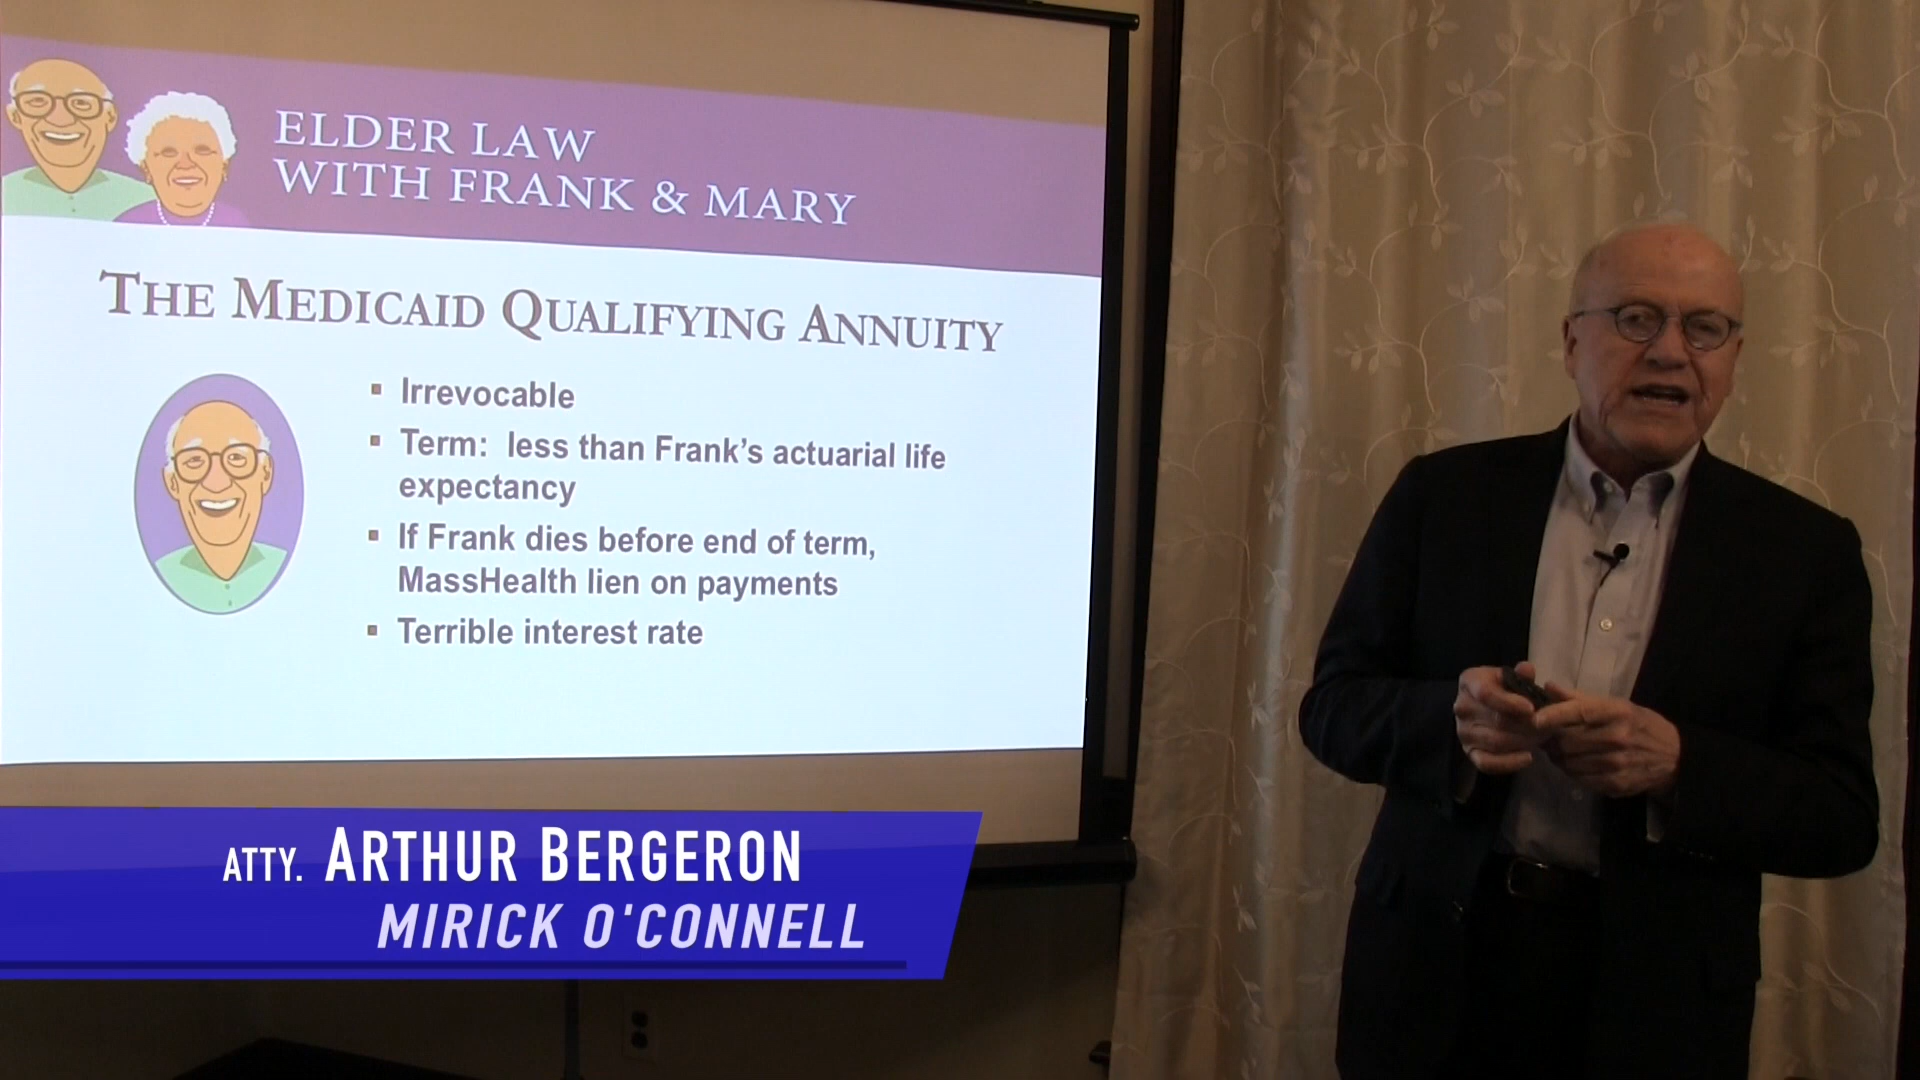 ELDER LAW
WITH FRANK & MARY
THE MEDICAID QUALIFYING ANNUITY
▪ Irrevocable
▪ Term: less than Frank's actuarial life
expectancy
▪ If Frank dies before end of term,
MassHealth lien on payments
▪ Terrible interest rate
ATTY. ARTHUR BERGERON
MIRICK O'CONNELL